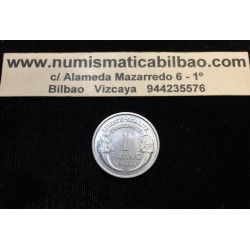 www.numismaticabilbao.com
c/ Alameda Mazarredo 6 - 1º
Bilbao Vizcaya 944235576
1
FRANC